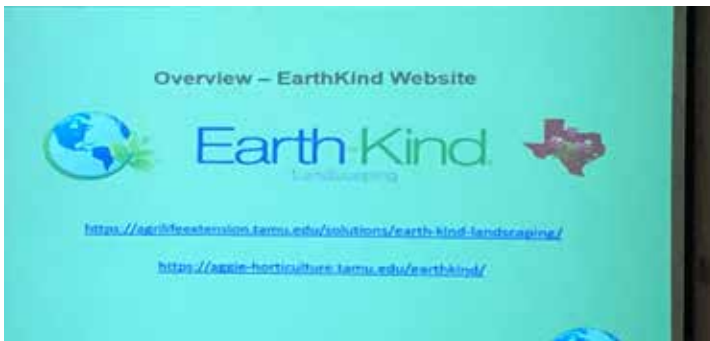 Overview – EarthKind Website
Earth-Kind®
Landscaping
https://agrilifeextension.tamu.edu/solutions/earth-kind-landscaping/
https://aggie-horticulture.tamu.edu/earthkind/